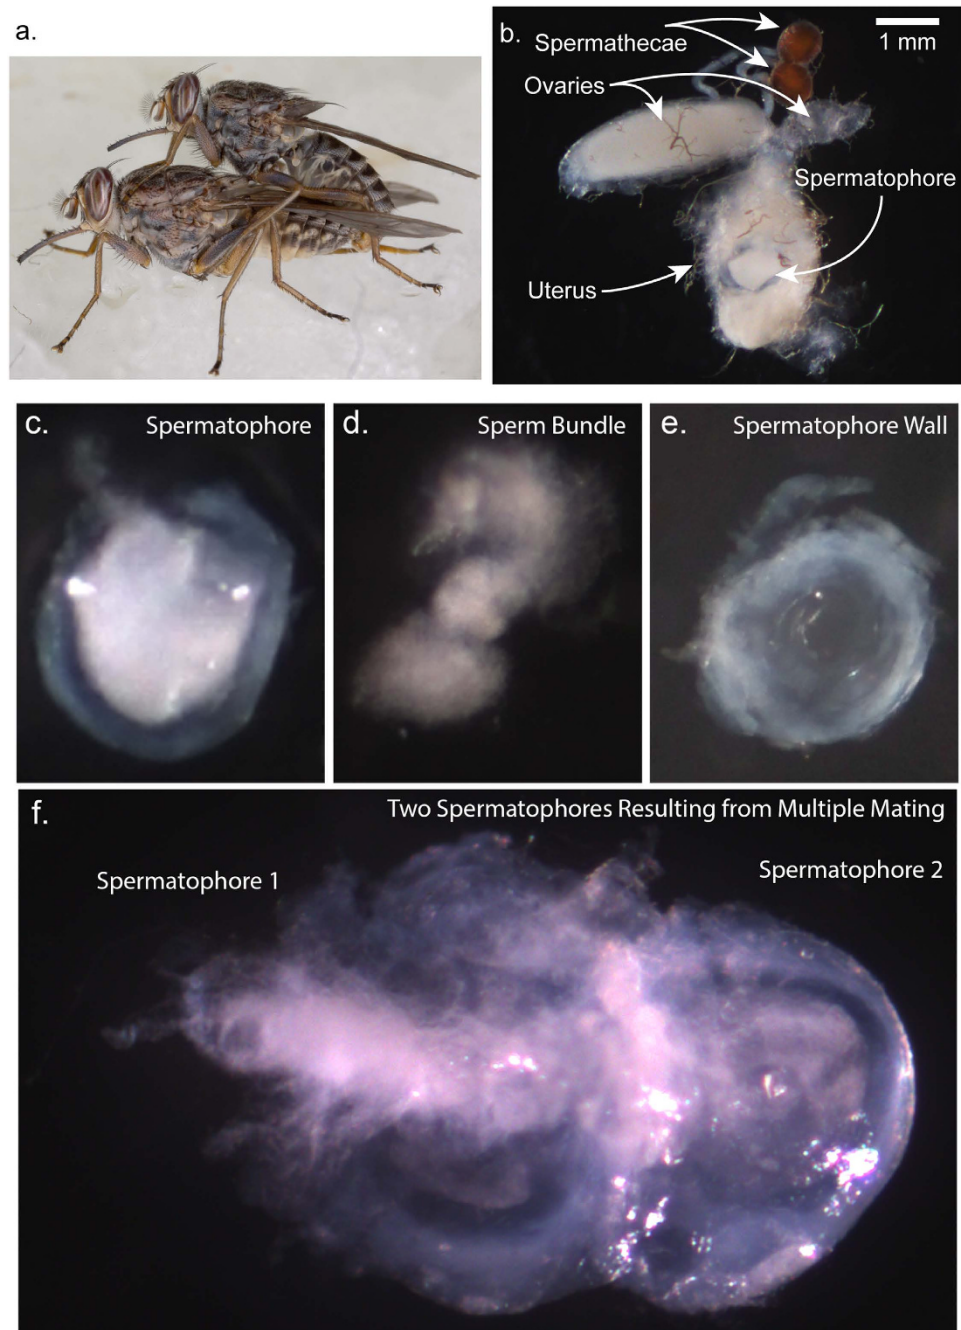 a.
b.
Spermathecae
1 mm
Ovaries
Spermatophore
Uterus
c.
Spermatophore
d.
Sperm Bundle
e.
Spermatophore Wall
f.
Two Spermatophores Resulting from Multiple Mating
Spermatophore 1
Spermatophore 2